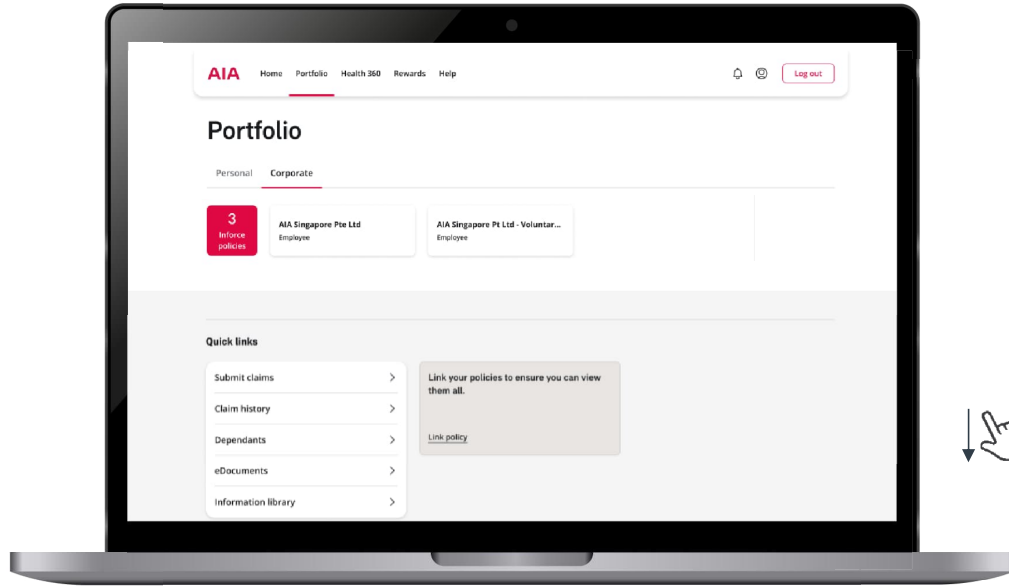 AIA Home Portfolio Health 360 Rewards Help Log out
Portfolio
Personal Corporate
3
Inforce
policies
AIA Singapore Pte Ltd
Employee
AIA Singapore Pt Ltd - Voluntar...
Employee
Quick links
Submit claims
Claim history
Dependants
eDocuments
Information library
Link your policies to ensure you can view
them all.
Link policy